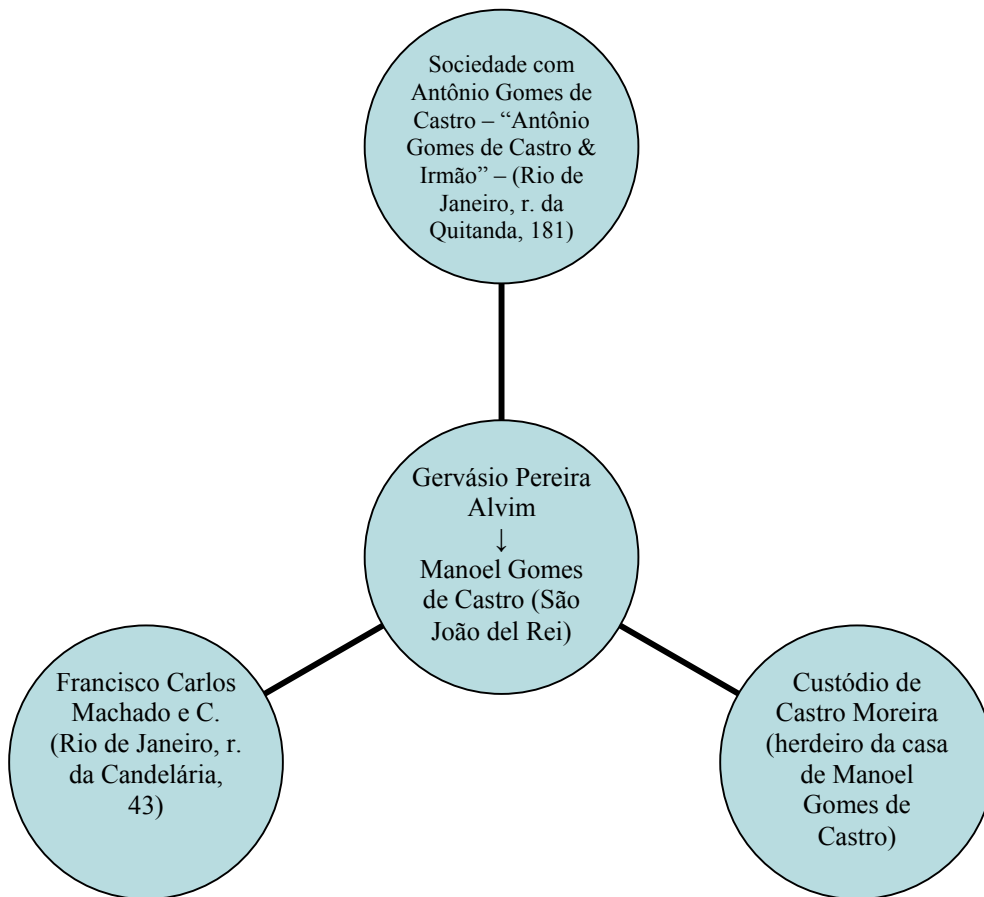 Sociedade com
Antônio Gomes de
Castro – “Antônio
Gomes de Castro &
Irmão” – (Rio de
Janeiro, r. da
Quitanda, 181)
Gervásio Pereira
Alvim
↓
Manoel Gomes
de Castro (São
João del Rei)
Francisco Carlos
Machado e C.
(Rio de Janeiro, r.
da Candelária,
43)
Custódio de
Castro Moreira
(herdeiro da casa
de Manoel
Gomes de
Castro)